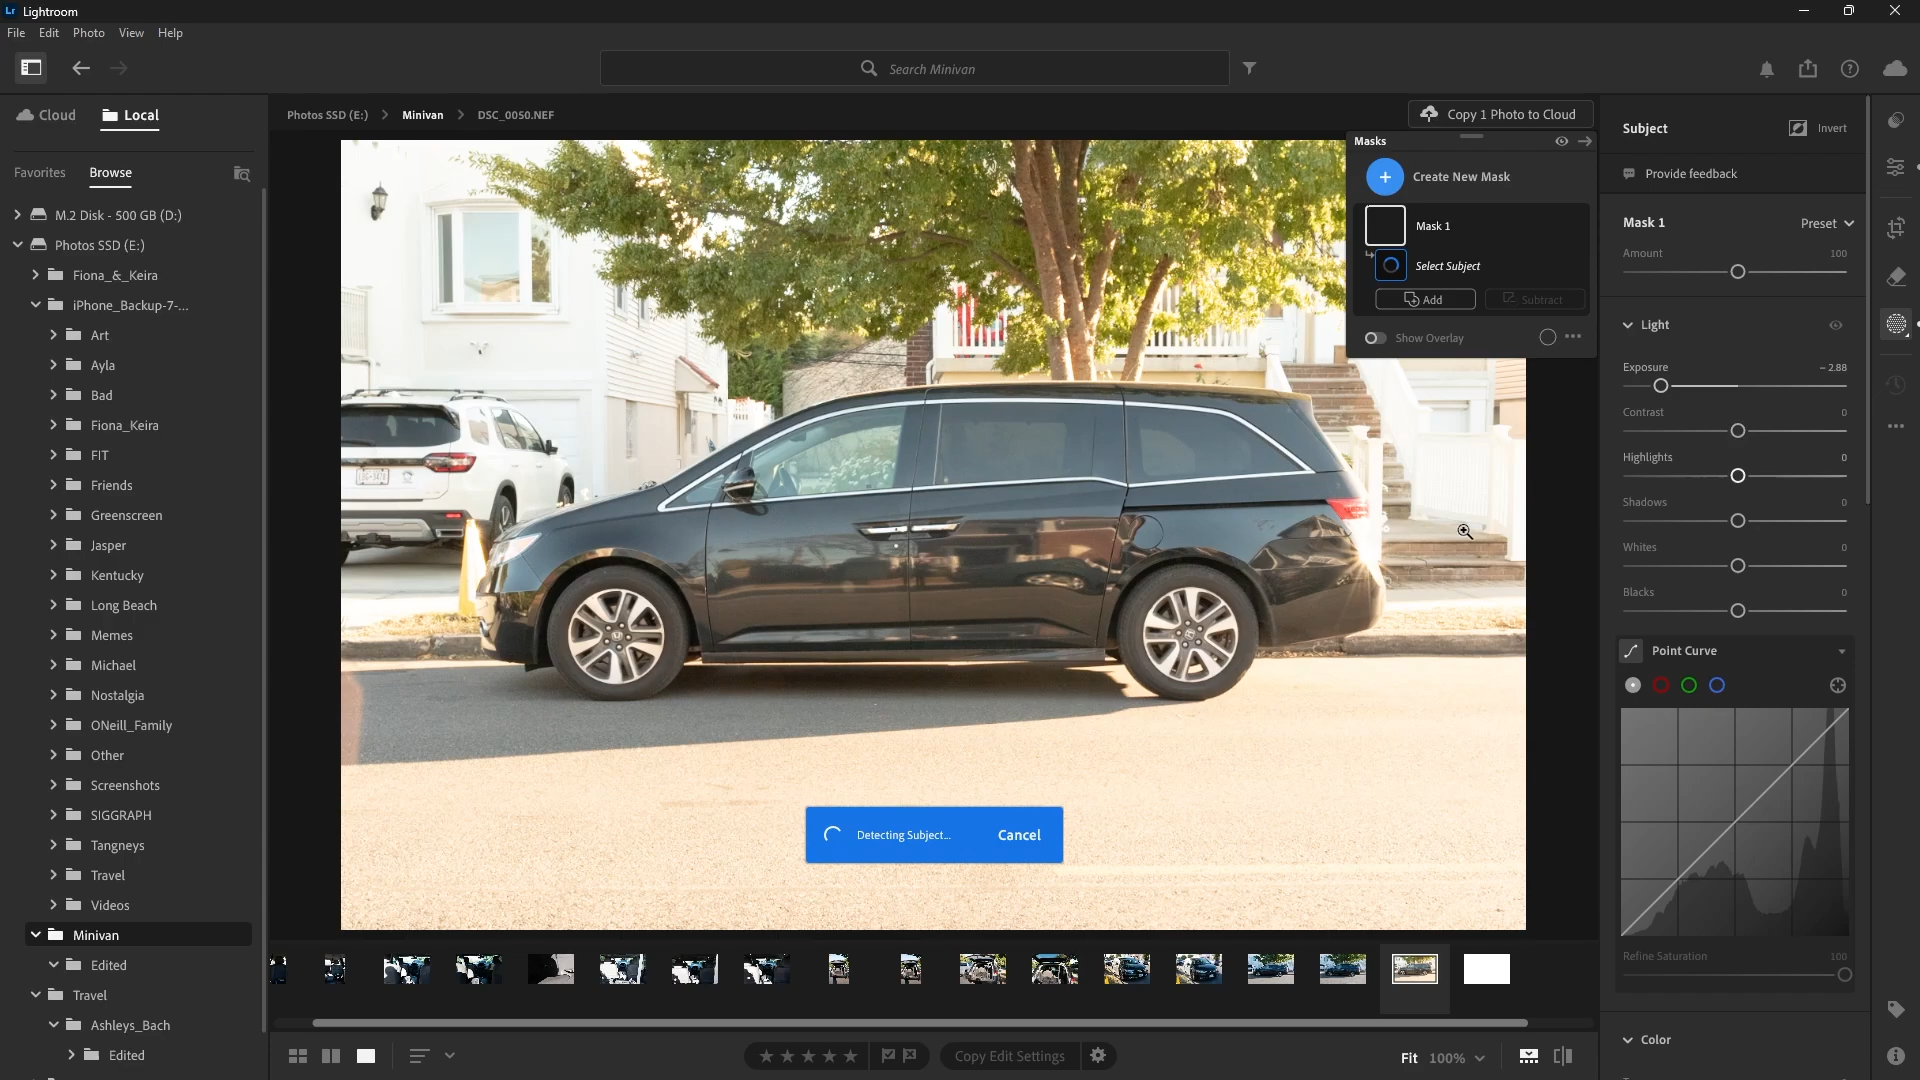 Lr Lightroom
File Edit Photo View Help
Search Minivan
Cloud Local
Photos SSD (E:) Minivan DSC_0050.NEF
Copy 1 Photo to Cloud
Favorites Browse
M.2 Disk - 500 GB (D:)
Photos SSD (E:)
Fiona_&_Keira
iPhone_Backup-7-...
Art
Ayla
Bad
Fiona_Keira
FIT
Friends
Greenscreen
Jasper
Kentucky
Long Beach
Memes
Michael
Nostalgia
ONeill_Family
Other
Screenshots
SIGGRAPH
Tangneys
Travel
Videos
Minivan
Edited
Travel
Ashleys_Bach
Edited
Masks
Create New Mask
Mask 1
Select Subject
Add Subtract
Show Overlay
Detecting Subject... Cancel
Copy Edit Settings
Fit 100%
Subject Invert
Provide feedback
Mask 1 Preset
Amount 100
Light
Exposure - 2.88
Contrast 0
Highlights 0
Shadows 0
Whites 0
Blacks 0
Point Curve
Refine Saturation 100
Color